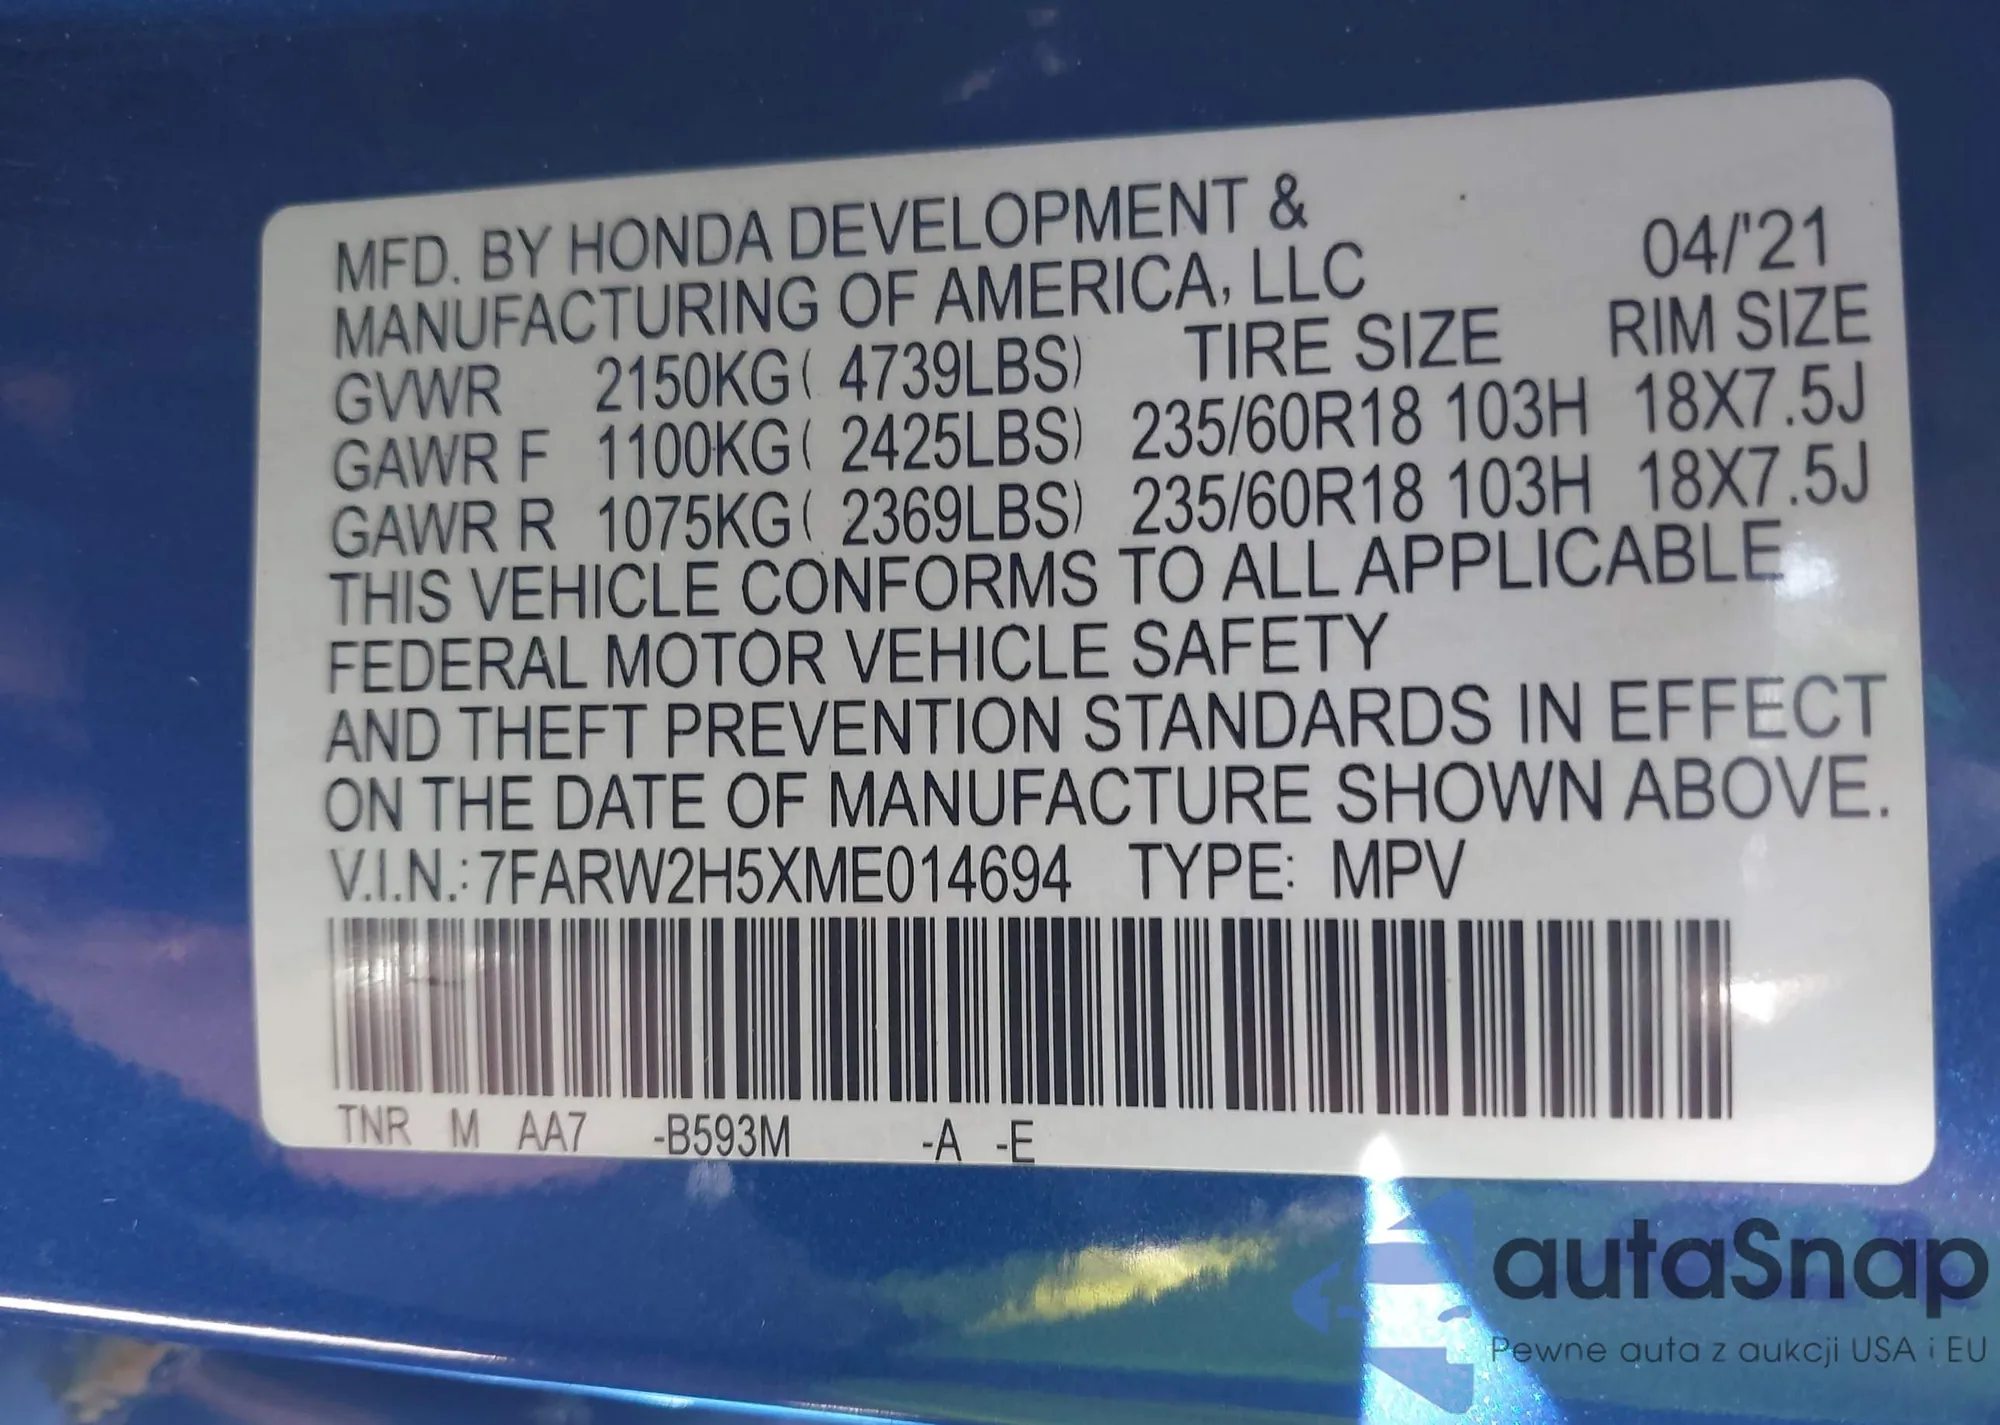 MFD. BY HONDA DEVELOPMENT &
MANUFACTURING OF AMERICA, LLC 04/'21
GVWR 2150KG( 4739LBS) TIRE SIZE RIM SIZE
GAWR F 1100KG( 2425LBS) 235/60R18 103H 18X7.5J
GAWR R 1075KG( 2369LBS) 235/60R18 103H 18X7.5J
THIS VEHICLE CONFORMS TO ALL APPLICABLE
FEDERAL MOTOR VEHICLE SAFETY
AND THEFT PREVENTION STANDARDS IN EFFECT
ON THE DATE OF MANUFACTURE SHOWN ABOVE.
V.I.N.:7FARW2H5XME014694 TYPE: MPV
TNR M AA7 -B593M -A -E
autaSnap
Pewne auta z aukcji USA i EU